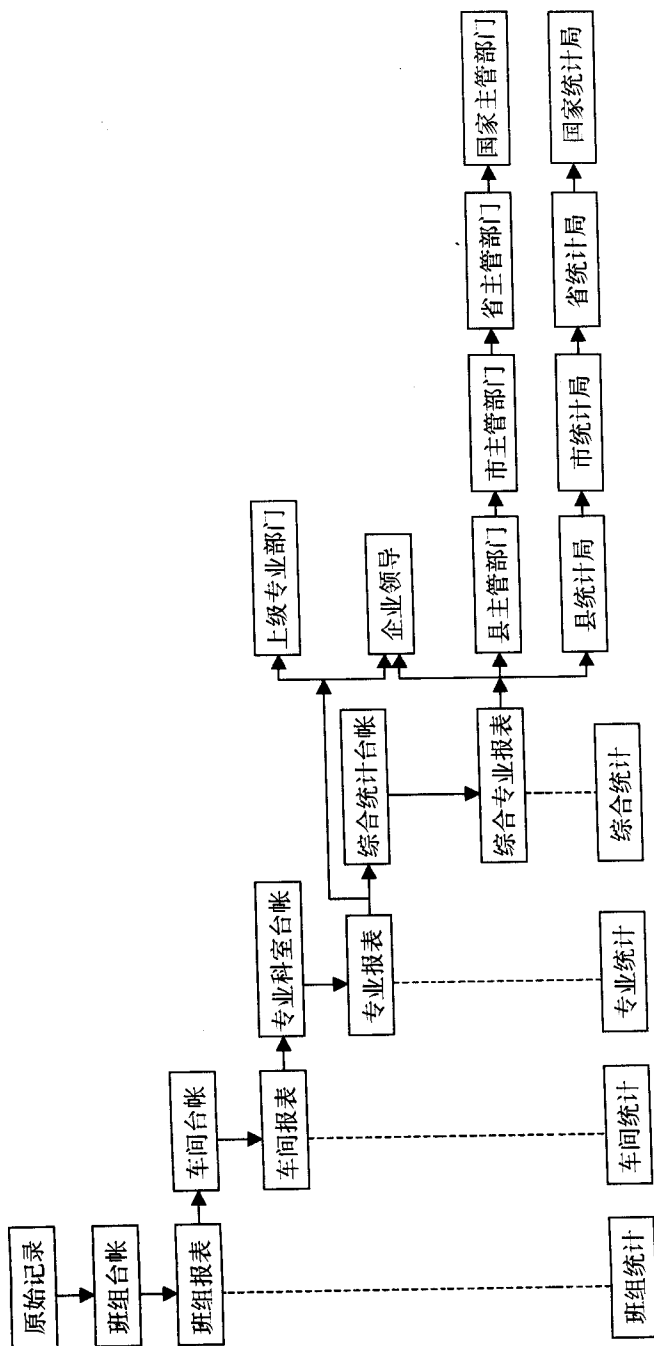 原始记录
班组台帐
班组报表
车间台帐
车间报表
专业科室台帐
专业报表
综合统计台帐
综合专业报表
上级专业部门
企业领导
县主管部门
市主管部门
省主管部门
国家主管部门
县统计局
市统计局
省统计局
国家统计局
班组统计
车间统计
专业统计
综合统计